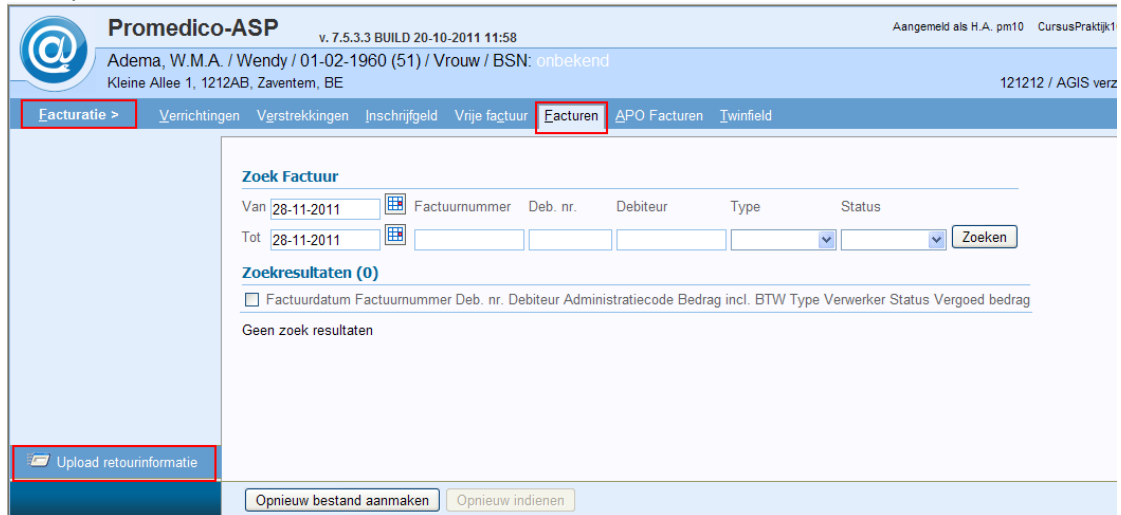 Promedico-ASP v. 7.5.3.3 BUILD 20-10-2011 11:58 Aangemeld als H.A. pm10 CursusPraktijk1
Adema, W.M.A. / Wendy / 01-02-1960 (51) / Vrouw / BSN: onbekend
Kleine Allee 1, 1212AB, Zaventem, BE 121212 / AGIS verz
Facturatie > Verrichtingen Verstrekkingen Inschrijfgeld Vrije factuur Facturen APO Facturen Twinfield
Zoek Factuur
Van 28-11-2011 Factuurnummer Deb. nr. Debiteur Type Status
Tot 28-11-2011 Zoeken
Zoekresultaten (0)
Factuurdatum Factuurnummer Deb. nr. Debiteur Administratiecode Bedrag incl. BTW Type Verwerker Status Vergoed bedrag
Geen zoek resultaten
Upload retourinformatie
Opnieuw bestand aanmaken Opnieuw indienen